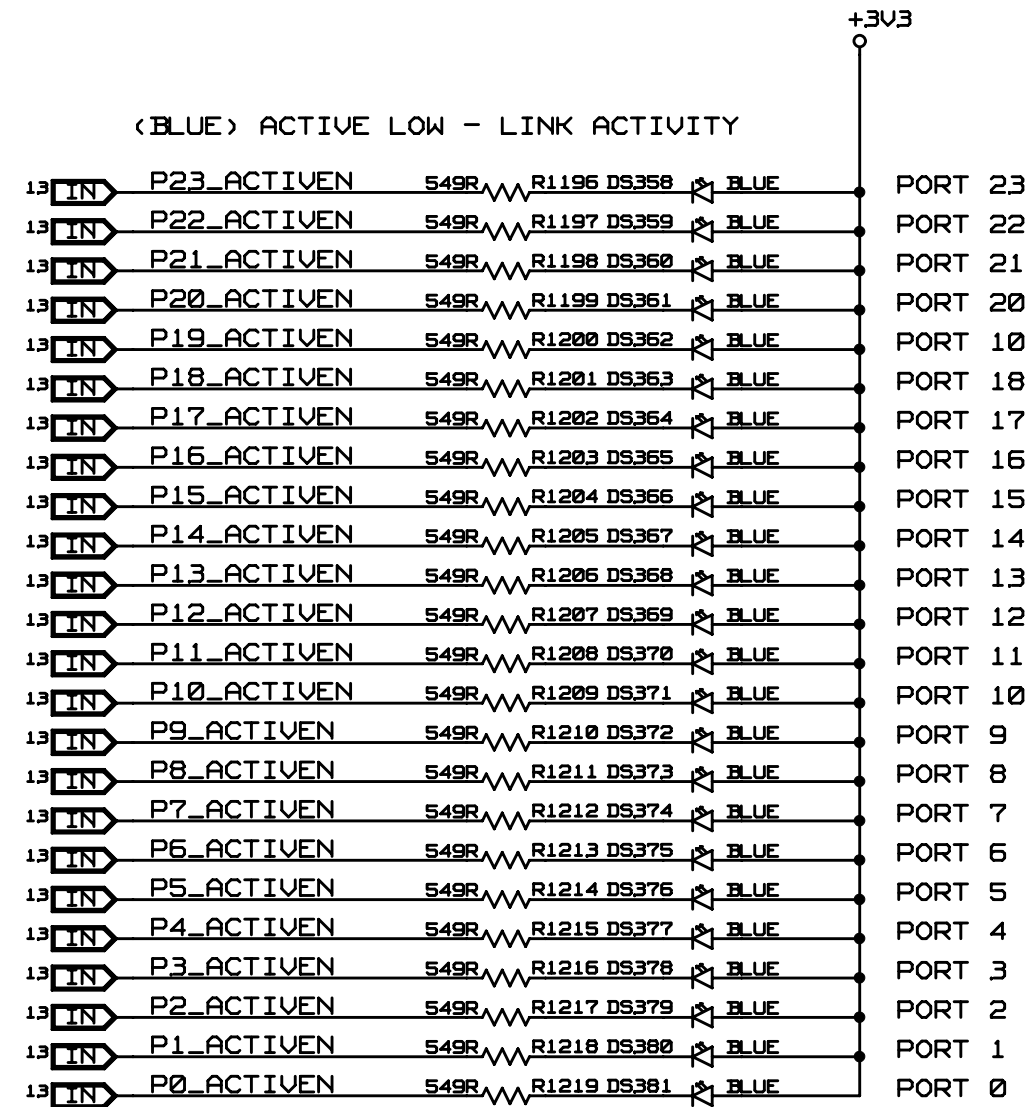 +3V3
(BLUE) ACTIVE LOW - LINK ACTIVITY
13 IN P23_ACTIVEN 549R R1196 DS358 BLUE PORT 23
13 IN P22_ACTIVEN 549R R1197 DS359 BLUE PORT 22
13 IN P21_ACTIVEN 549R R1198 DS360 BLUE PORT 21
13 IN P20_ACTIVEN 549R R1199 DS361 BLUE PORT 20
13 IN P19_ACTIVEN 549R R1200 DS362 BLUE PORT 10
13 IN P18_ACTIVEN 549R R1201 DS363 BLUE PORT 18
13 IN P17_ACTIVEN 549R R1202 DS364 BLUE PORT 17
13 IN P16_ACTIVEN 549R R1203 DS365 BLUE PORT 16
13 IN P15_ACTIVEN 549R R1204 DS366 BLUE PORT 15
13 IN P14_ACTIVEN 549R R1205 DS367 BLUE PORT 14
13 IN P13_ACTIVEN 549R R1206 DS368 BLUE PORT 13
13 IN P12_ACTIVEN 549R R1207 DS369 BLUE PORT 12
13 IN P11_ACTIVEN 549R R1208 DS370 BLUE PORT 11
13 IN P10_ACTIVEN 549R R1209 DS371 BLUE PORT 10
13 IN P9_ACTIVEN 549R R1210 DS372 BLUE PORT 9
13 IN P8_ACTIVEN 549R R1211 DS373 BLUE PORT 8
13 IN P7_ACTIVEN 549R R1212 DS374 BLUE PORT 7
13 IN P6_ACTIVEN 549R R1213 DS375 BLUE PORT 6
13 IN P5_ACTIVEN 549R R1214 DS376 BLUE PORT 5
13 IN P4_ACTIVEN 549R R1215 DS377 BLUE PORT 4
13 IN P3_ACTIVEN 549R R1216 DS378 BLUE PORT 3
13 IN P2_ACTIVEN 549R R1217 DS379 BLUE PORT 2
13 IN P1_ACTIVEN 549R R1218 DS380 BLUE PORT 1
13 IN P0_ACTIVEN 549R R1219 DS381 BLUE PORT 0